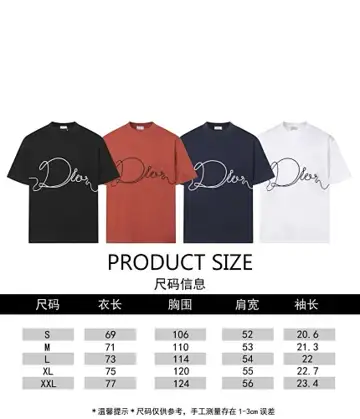 Dior Dior Dior Dior
PRODUCT SIZE
尺码信息
尺码 衣长 胸围 肩宽 袖长
S 69 106 52 20.6
M 71 110 53 21.3
L 73 114 54 22
XL 75 120 55 22.7
XXL 77 124 56 23.4
*温馨提示*尺码仅供参考,手工测量存在1-3cm误差